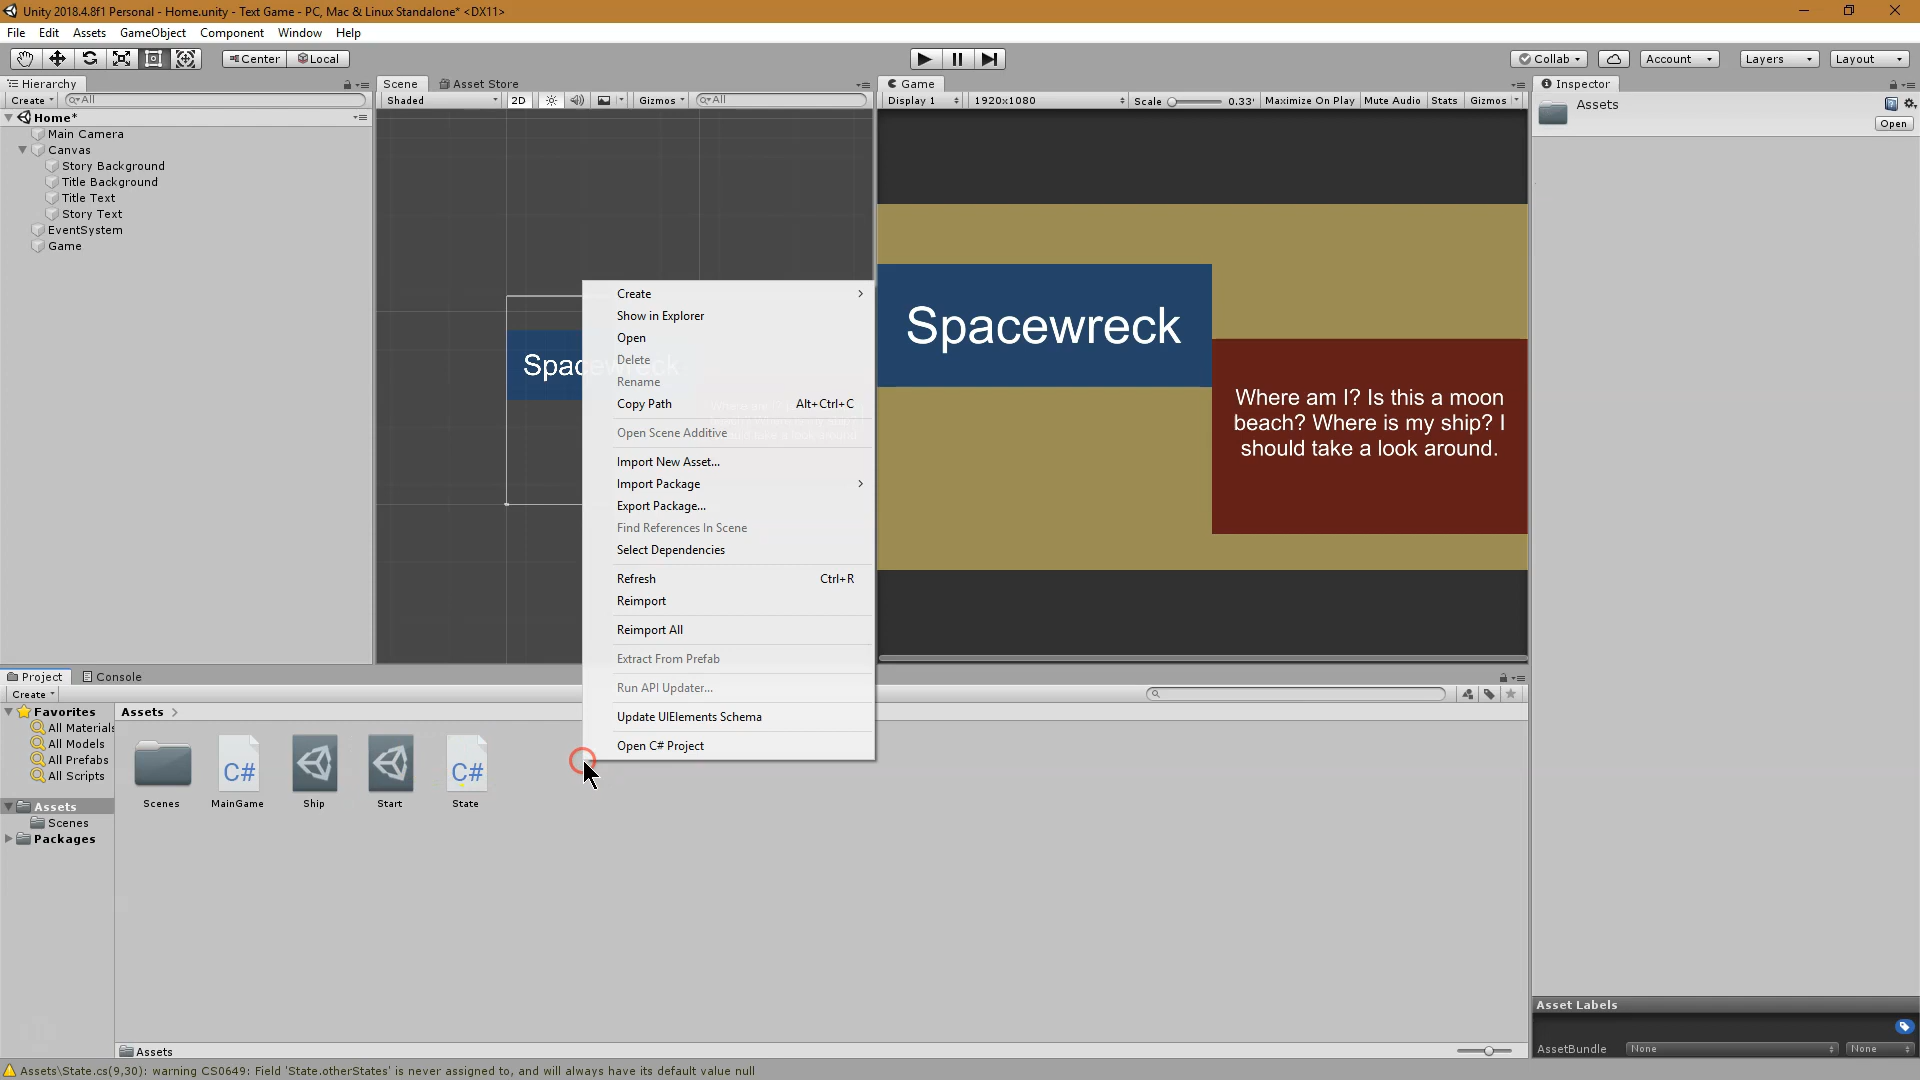 Unity 2018.4.8f1 Personal - Home.unity - Text Game - PC, Mac & Linux Standalone* <DX11>
File Edit Assets GameObject Component Window Help
Center Local Collab Account Layers Layout
Hierarchy
Create All
Home*
Main Camera
Canvas
Story Background
Title Background
Title Text
Story Text
EventSystem
Game
Scene Asset Store
Shaded 2D Gizmos All
Spacewreck
Create
Show in Explorer
Open
Delete
Rename
Copy Path Alt+Ctrl+C
Open Scene Additive
Import New Asset...
Import Package
Export Package...
Find References In Scene
Select Dependencies
Refresh Ctrl+R
Reimport
Reimport All
Extract From Prefab
Run API Updater...
Update UIElements Schema
Open C# Project
Game
Display 1 1920x1080 Scale 0.33 Maximize On Play Mute Audio Stats Gizmos
Spacewreck
Where am I? Is this a moon
beach? Where is my ship? I
should take a look around.
Inspector
Assets
Open
Project Console
Create
Favorites
All Materials
All Models
All Prefabs
All Scripts
Assets
Scenes
Packages
Assets
C#
C#
Scenes MainGame Ship Start State
Assets
Asset Labels
AssetBundle None None
Assets\State.cs(9,30): warning CS0649: Field 'State.otherStates' is never assigned to, and will always have its default value null